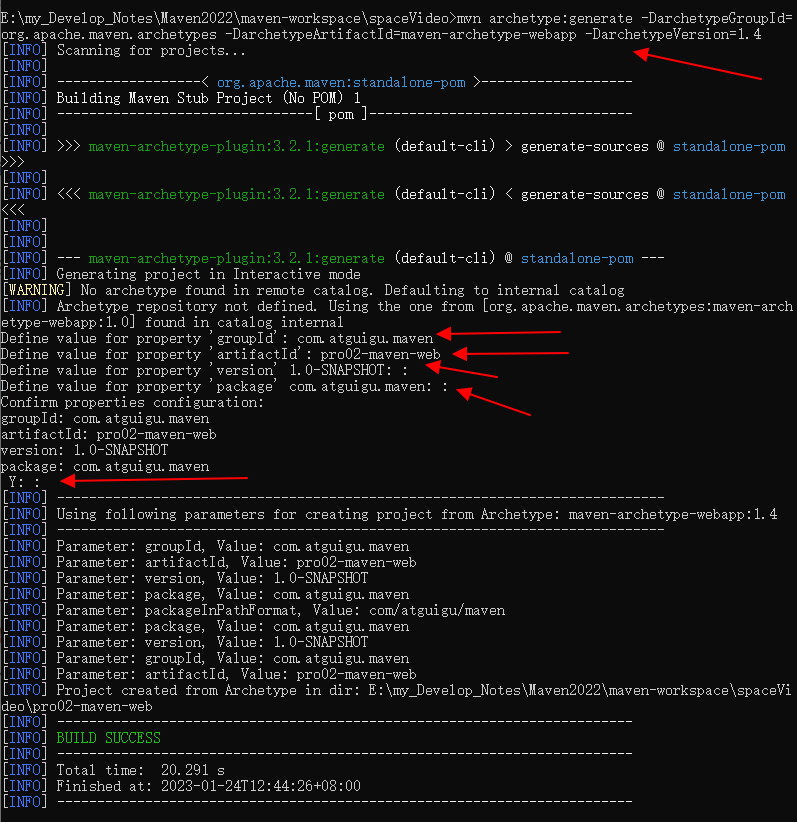 E:\my_Develop_Notes\Maven2022\maven-workspace\spaceVideo>mvn archetype:generate -DarchetypeGroupId=
org.apache.maven.archetypes -DarchetypeArtifactId=maven-archetype-webapp -DarchetypeVersion=1.4
[INFO] Scanning for projects...
[INFO]
[INFO] ------------------< org.apache.maven:standalone-pom >-------------------
[INFO] Building Maven Stub Project (No POM) 1
[INFO] --------------------------------[ pom ]---------------------------------
[INFO]
[INFO] >>> maven-archetype-plugin:3.2.1:generate (default-cli) > generate-sources @ standalone-pom
>>>
[INFO]
[INFO] <<< maven-archetype-plugin:3.2.1:generate (default-cli) < generate-sources @ standalone-pom
<<<
[INFO]
[INFO]
[INFO] --- maven-archetype-plugin:3.2.1:generate (default-cli) @ standalone-pom ---
[INFO] Generating project in Interactive mode
[WARNING] No archetype found in remote catalog. Defaulting to internal catalog
[INFO] Archetype repository not defined. Using the one from [org.apache.maven.archetypes:maven-arch
etype-webapp:1.0] found in catalog internal
Define value for property 'groupId': com.atguigu.maven
Define value for property 'artifactId': pro02-maven-web
Define value for property 'version' 1.0-SNAPSHOT: :
Define value for property 'package' com.atguigu.maven: :
Confirm properties configuration:
groupId: com.atguigu.maven
artifactId: pro02-maven-web
version: 1.0-SNAPSHOT
package: com.atguigu.maven
Y: :
[INFO] ----------------------------------------------------------------------------
[INFO] Using following parameters for creating project from Archetype: maven-archetype-webapp:1.4
[INFO] ----------------------------------------------------------------------------
[INFO] Parameter: groupId, Value: com.atguigu.maven
[INFO] Parameter: artifactId, Value: pro02-maven-web
[INFO] Parameter: version, Value: 1.0-SNAPSHOT
[INFO] Parameter: package, Value: com.atguigu.maven
[INFO] Parameter: packageInPathFormat, Value: com/atguigu/maven
[INFO] Parameter: package, Value: com.atguigu.maven
[INFO] Parameter: version, Value: 1.0-SNAPSHOT
[INFO] Parameter: groupId, Value: com.atguigu.maven
[INFO] Parameter: artifactId, Value: pro02-maven-web
[INFO] Project created from Archetype in dir: E:\my_Develop_Notes\Maven2022\maven-workspace\spaceVi
deo\pro02-maven-web
[INFO] ------------------------------------------------------------------------
[INFO] BUILD SUCCESS
[INFO] ------------------------------------------------------------------------
[INFO] Total time:  20.291 s
[INFO] Finished at: 2023-01-24T12:44:26+08:00
[INFO] ------------------------------------------------------------------------